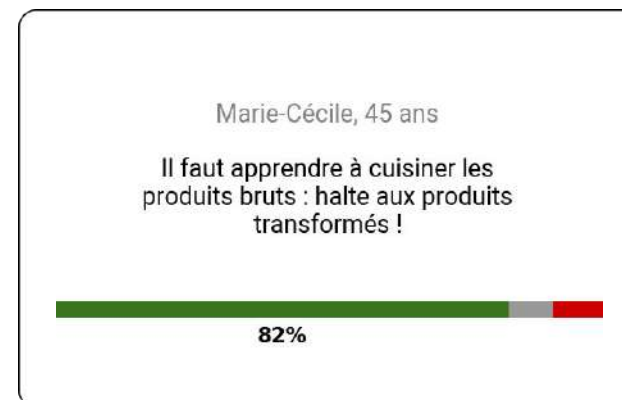 Marie-Cécile, 45 ans
Il faut apprendre à cuisiner les
produits bruts : halte aux produits
transformés !
82%